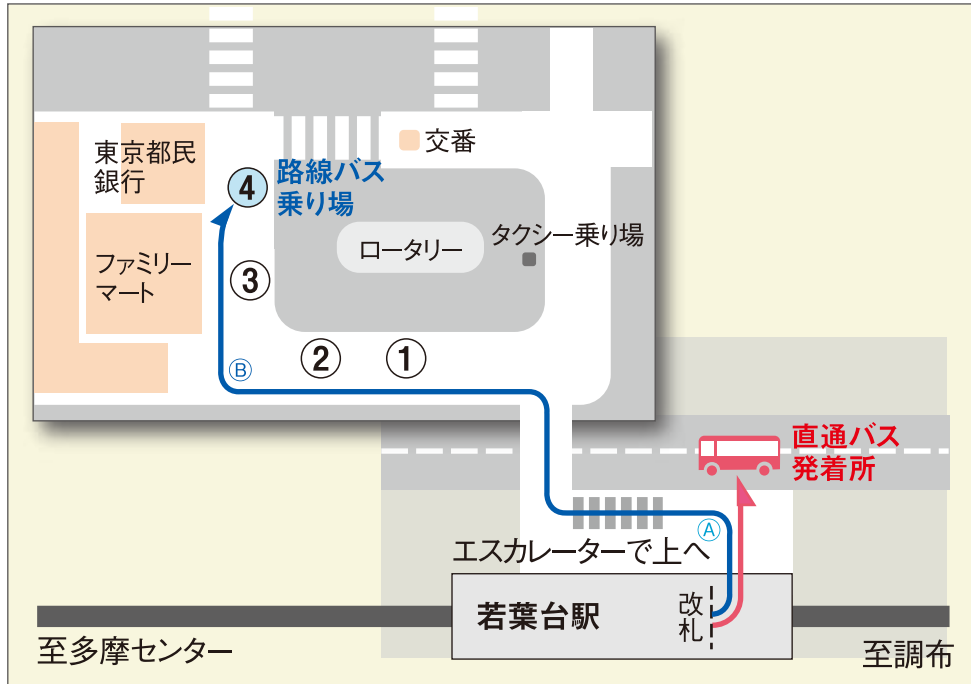 交番
東京都民
銀行
④
路線バス
乗り場
ロータリー
タクシー乗り場
ファミリー
マート
③
②
①
Ⓑ
直通バス
発着所
Ⓐ
エスカレーターで上へ
若葉台駅
改札
至多摩センター
至調布